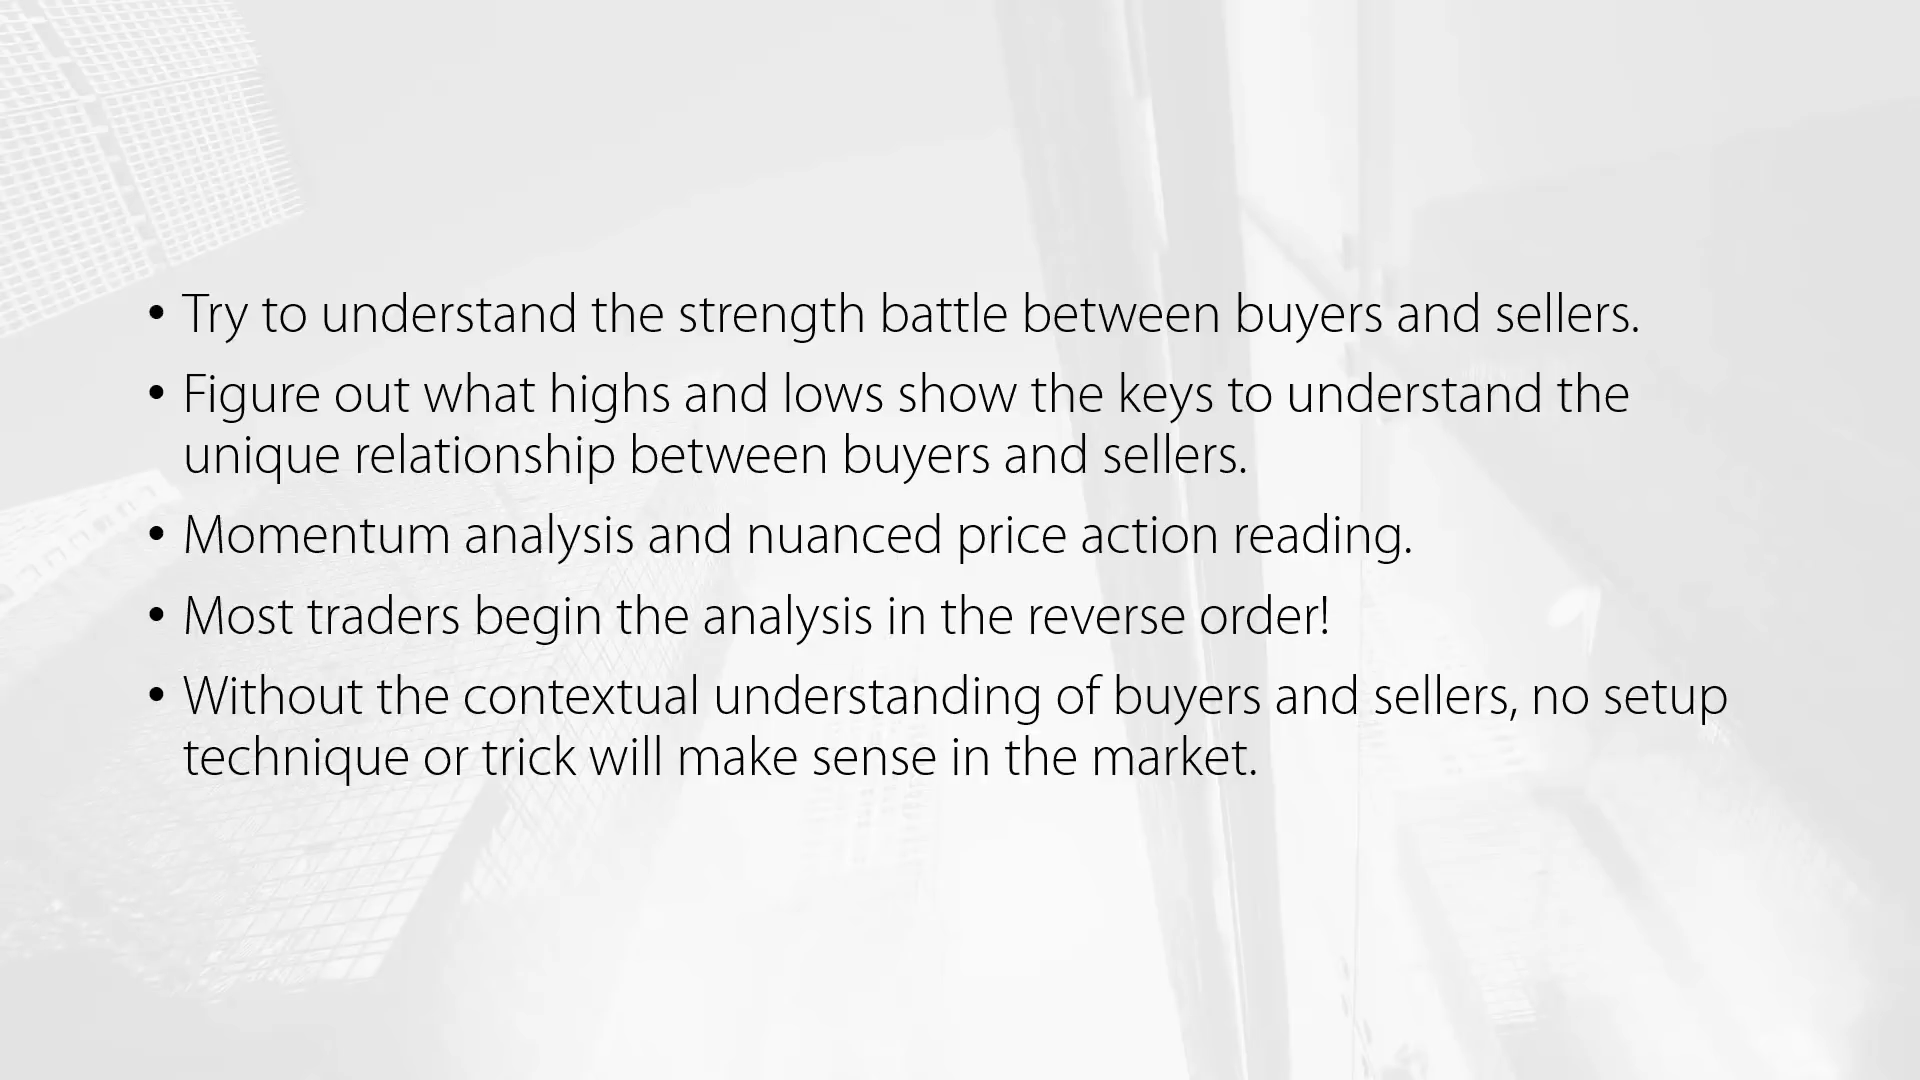 • Try to understand the strength battle between buyers and sellers.
• Figure out what highs and lows show the keys to understand the
unique relationship between buyers and sellers.
• Momentum analysis and nuanced price action reading.
• Most traders begin the analysis in the reverse order!
• Without the contextual understanding of buyers and sellers, no setup
technique or trick will make sense in the market.